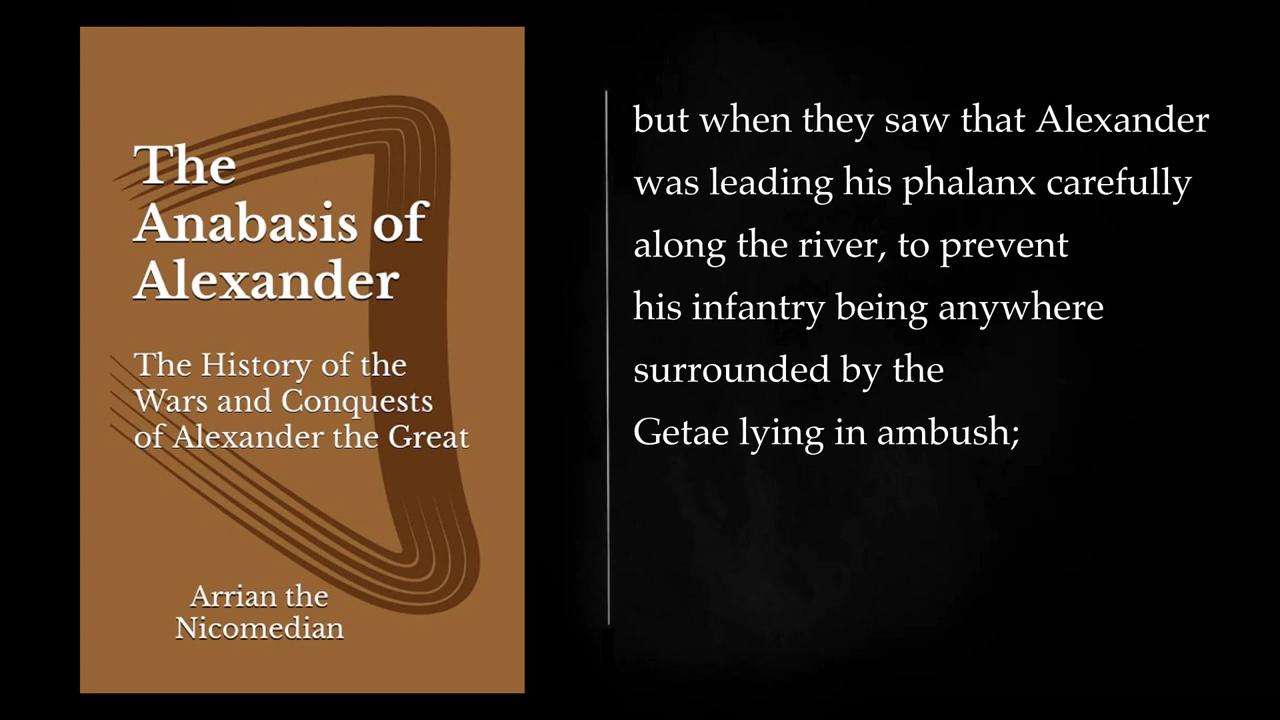 The
Anabasis of
Alexander
The History of the
Wars and Conquests
of Alexander the Great
Arrian the
Nicomedian
but when they saw that Alexander
was leading his phalanx carefully
along the river, to prevent
his infantry being anywhere
surrounded by the
Getae lying in ambush;